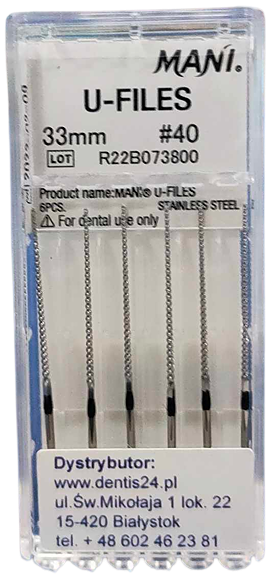 MANI®
U-FILES
33mm #40
LOT R22B073800
Product name:MANI® U-FILES
6PCS. STAINLESS STEEL
⚠ For dental use only
Dystrybutor:
www.dentis24.pl
ul.Św.Mikołaja 1 lok. 22
15-420 Białystok
tel. + 48 602 46 23 81